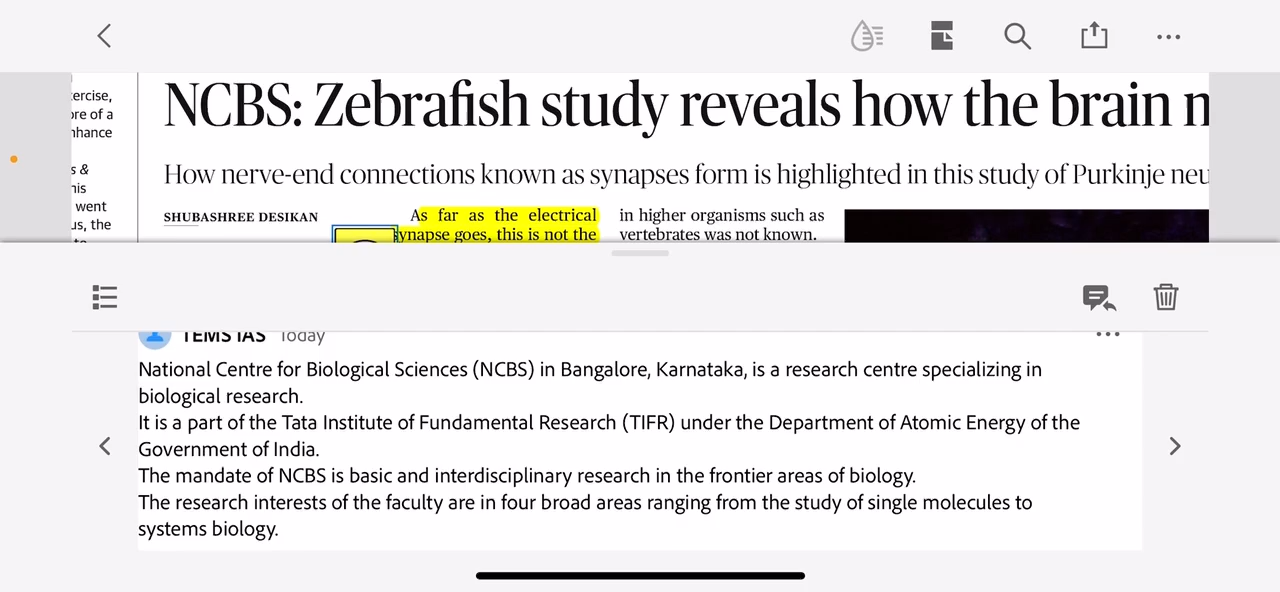 ercise,
re of a
nhance
s &
his
went
us, the
NCBS: Zebrafish study reveals how the brain
How nerve-end connections known as synapses form is highlighted in this study of Purkinje neu
SHUBASHREE DESIKAN
As far as the electrical
synapse goes, this is not the
in higher organisms such as
vertebrates was not known.
TEMS IAS Today
National Centre for Biological Sciences (NCBS) in Bangalore, Karnataka, is a research centre specializing in
biological research.
It is a part of the Tata Institute of Fundamental Research (TIFR) under the Department of Atomic Energy of the
Government of India.
The mandate of NCBS is basic and interdisciplinary research in the frontier areas of biology.
The research interests of the faculty are in four broad areas ranging from the study of single molecules to
systems biology.